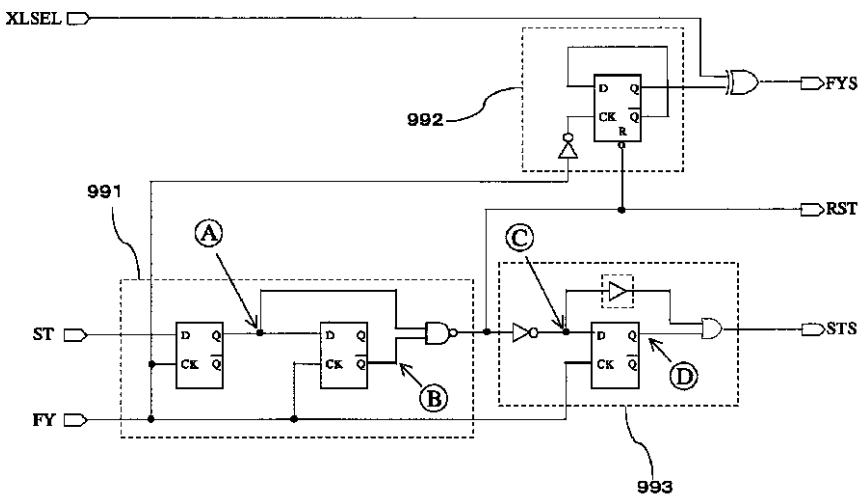 XLSEL
D Q
CK Q
R
992
FYS
991
RST
A
C
ST
D Q
CK Q
D Q
CK Q
B
D Q
CK Q
D
STS
FY
993